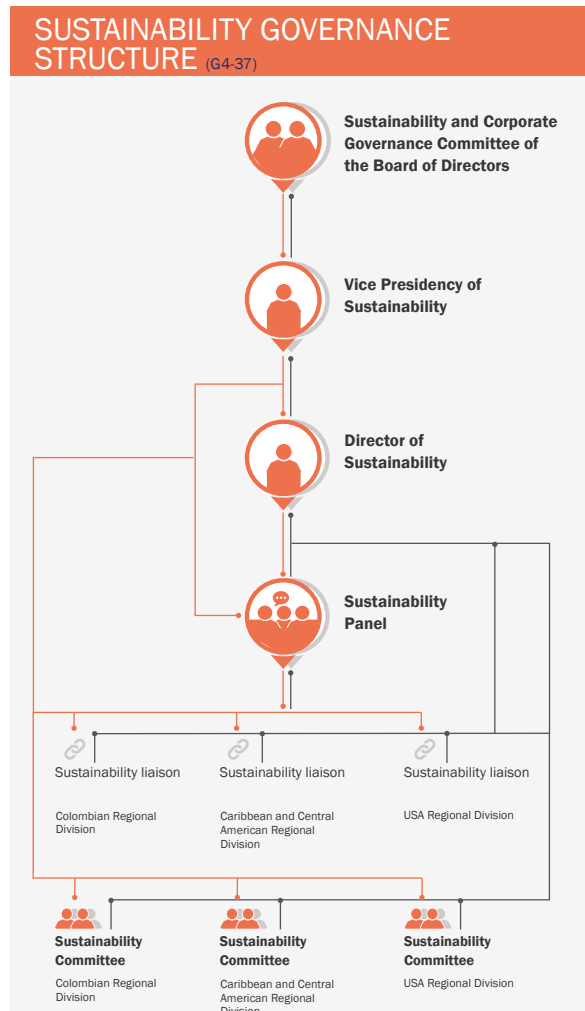 SUSTAINABILITY GOVERNANCE
STRUCTURE (G4-37)
Sustainability and Corporate
Governance Committee of
the Board of Directors
Vice Presidency of
Sustainability
Director of
Sustainability
Sustainability
Panel
Sustainability liaison
Colombian Regional
Division
Sustainability liaison
Caribbean and Central
American Regional
Division
Sustainability liaison
USA Regional Division
Sustainability
Committee
Colombian Regional
Division
Sustainability
Committee
Caribbean and Central
American Regional
Division
Sustainability
Committee
USA Regional Division